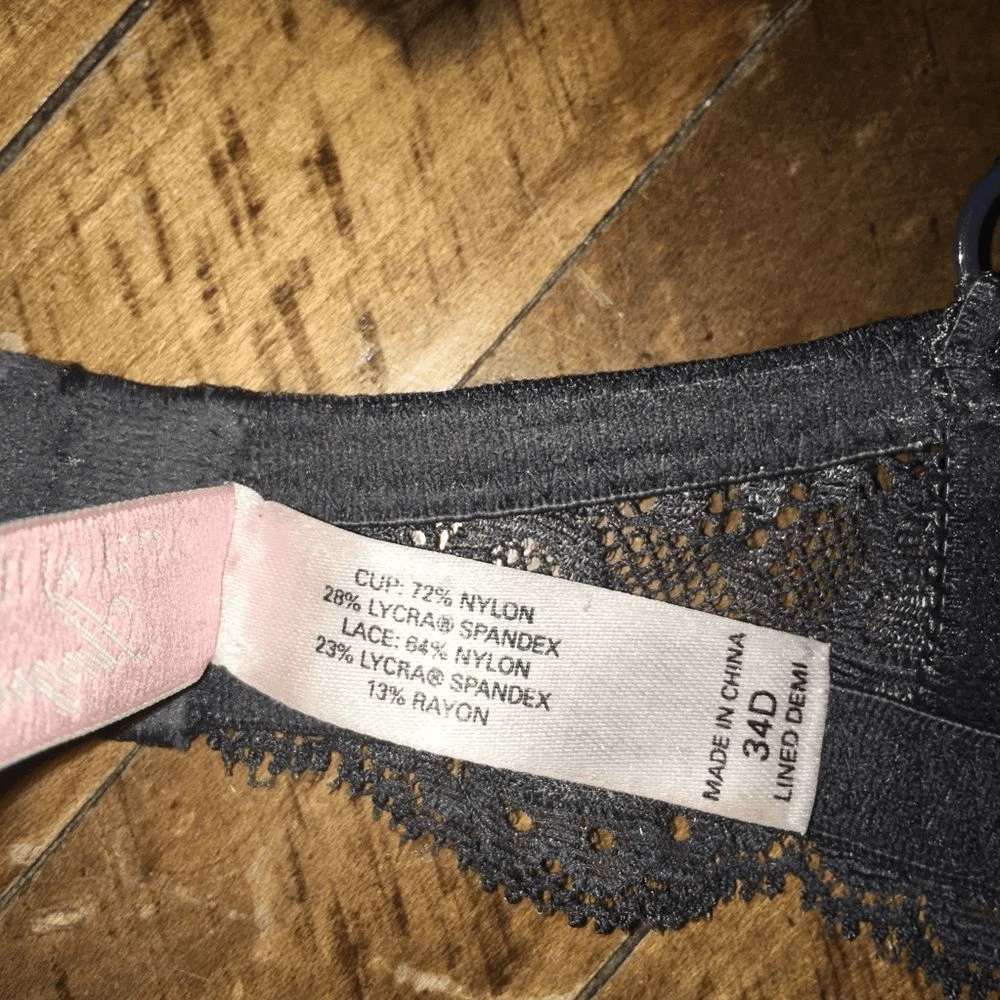 CUP: 72% NYLON
28% LYCRA® SPANDEX
LACE: 64% NYLON
23% LYCRA® SPANDEX
13% RAYON
MADE IN CHINA
34D
LINED DEMI